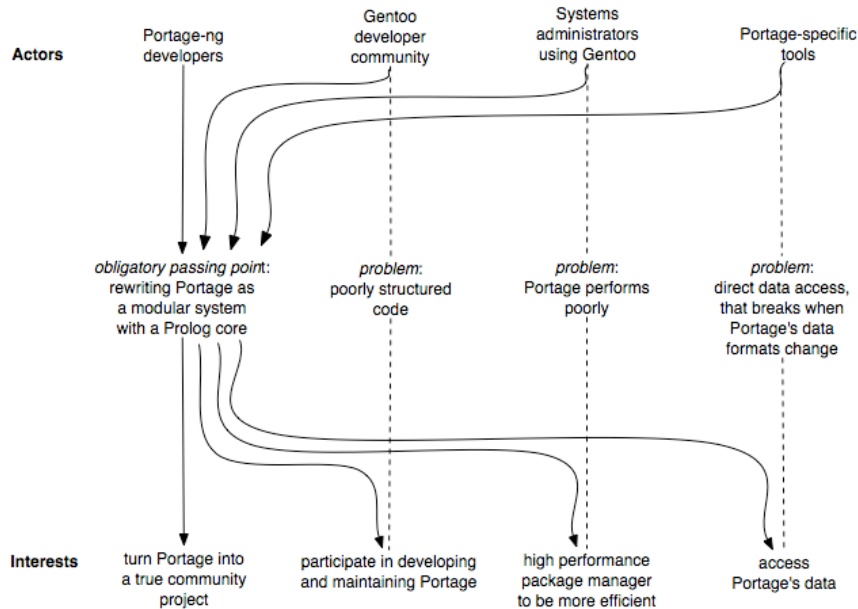 Actors
Portage-ng
developers
Gentoo
developer
community
Systems
administrators
using Gentoo
Portage-specific
tools
obligatory passing point:
rewriting Portage as
a modular system
with a Prolog core
problem:
poorly structured
code
problem:
Portage performs
poorly
problem:
direct data access,
that breaks when
Portage's data
formats change
Interests
turn Portage into
a true community
project
participate in developing
and maintaining Portage
high performance
package manager
to be more efficient
access
Portage's data